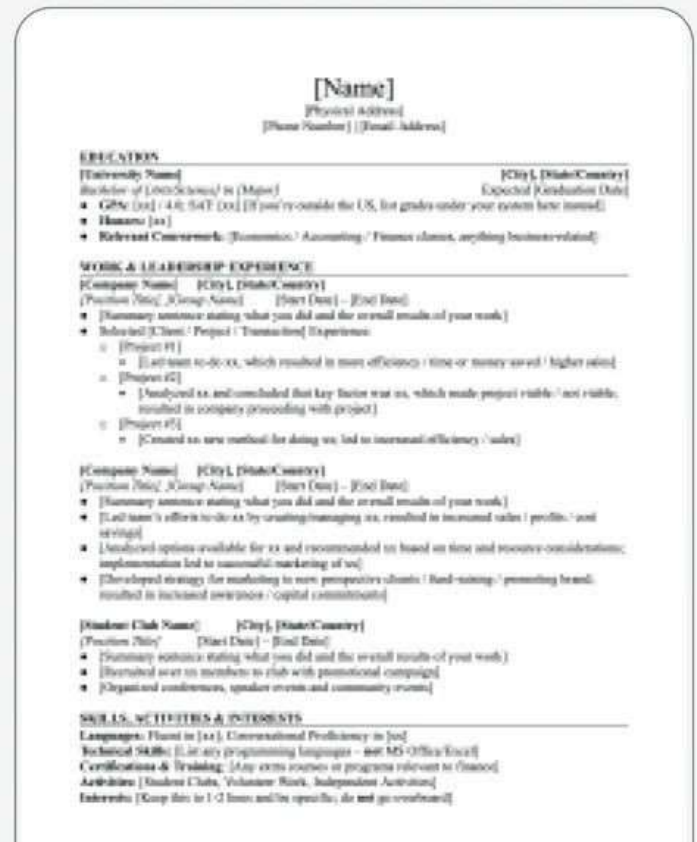 [Name]
[Physical Address]
[Phone Number] | [Email Address]
EDUCATION
[University Name] [City], [State/Country]
Bachelor of [Arts/Science] in [Major] Expected [Graduation Date]
● GPA: [xx] / 4.0; SAT: [xx] [If you're outside the US, list grades under your system here instead]
● Honors: [xx]
● Relevant Coursework: [Economics / Accounting / Finance classes, anything business-related]
WORK & LEADERSHIP EXPERIENCE
[Company Name] [City], [State/Country]
[Position Title], [Group Name] [Start Date] – [End Date]
● [Summary sentence stating what you did and the overall results of your work]
● Selected [Client / Project / Transaction] Experience:
○ [Project #1]
▪ [Led team to do xx, which resulted in more efficiency / time or money saved / higher sales]
○ [Project #2]
▪ [Analyzed xx and concluded that key factor was xx, which made project viable / not viable;
resulted in company proceeding with project]
○ [Project #3]
▪ [Created xx new method for doing xx; led to increased efficiency / sales]
[Company Name] [City], [State/Country]
[Position Title], [Group Name] [Start Date] – [End Date]
● [Summary sentence stating what you did and the overall results of your work]
● [Led team's efforts to do xx by creating/managing xx; resulted in increased sales / profits / cost
savings]
● [Analyzed options available for xx and recommended xx based on time and resource considerations;
implementation led to successful marketing of xx]
● [Developed strategy for marketing to new prospective clients / fund-raising / promoting brand;
resulted in increased awareness / capital commitments]
[Student Club Name] [City], [State/Country]
[Position Title] [Start Date] – [End Date]
● [Summary sentence stating what you did and the overall results of your work]
● [Recruited over xx members to club with promotional campaign]
● [Organized conferences, speaker events and community events]
SKILLS, ACTIVITIES & INTERESTS
Languages: Fluent in [xx]; Conversational Proficiency in [xx]
Technical Skills: [List any programming languages – not MS Office/Excel]
Certifications & Training: [Any extra courses or programs relevant to finance]
Activities: [Student Clubs, Volunteer Work, Independent Activities]
Interests: [Keep this to 1-2 lines and be specific; do not go overboard]